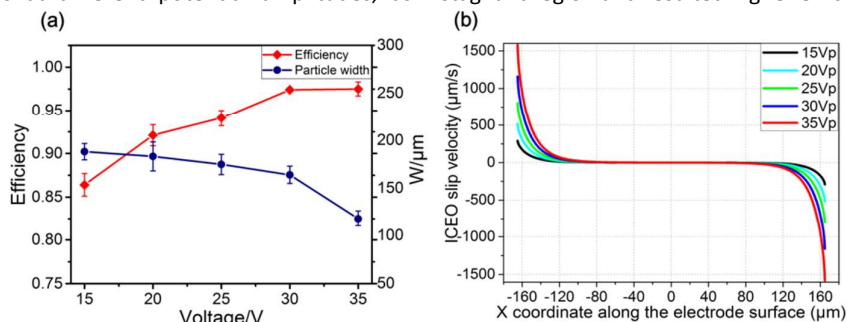 (a)
(b)
Efficiency
Particle width
1.00
0.95
0.90
0.85
0.80
0.75
Efficiency
300
250
200
150
100
50
W/μm
15 20 25 30 35
Voltage/V
15Vp
20Vp
25Vp
30Vp
35Vp
1500
1000
500
0
-500
-1000
-1500
ICEO slip velocity (μm/s)
-160 -120 -80 -40 0 40 80 120 160
X coordinate along the electrode surface (μm)